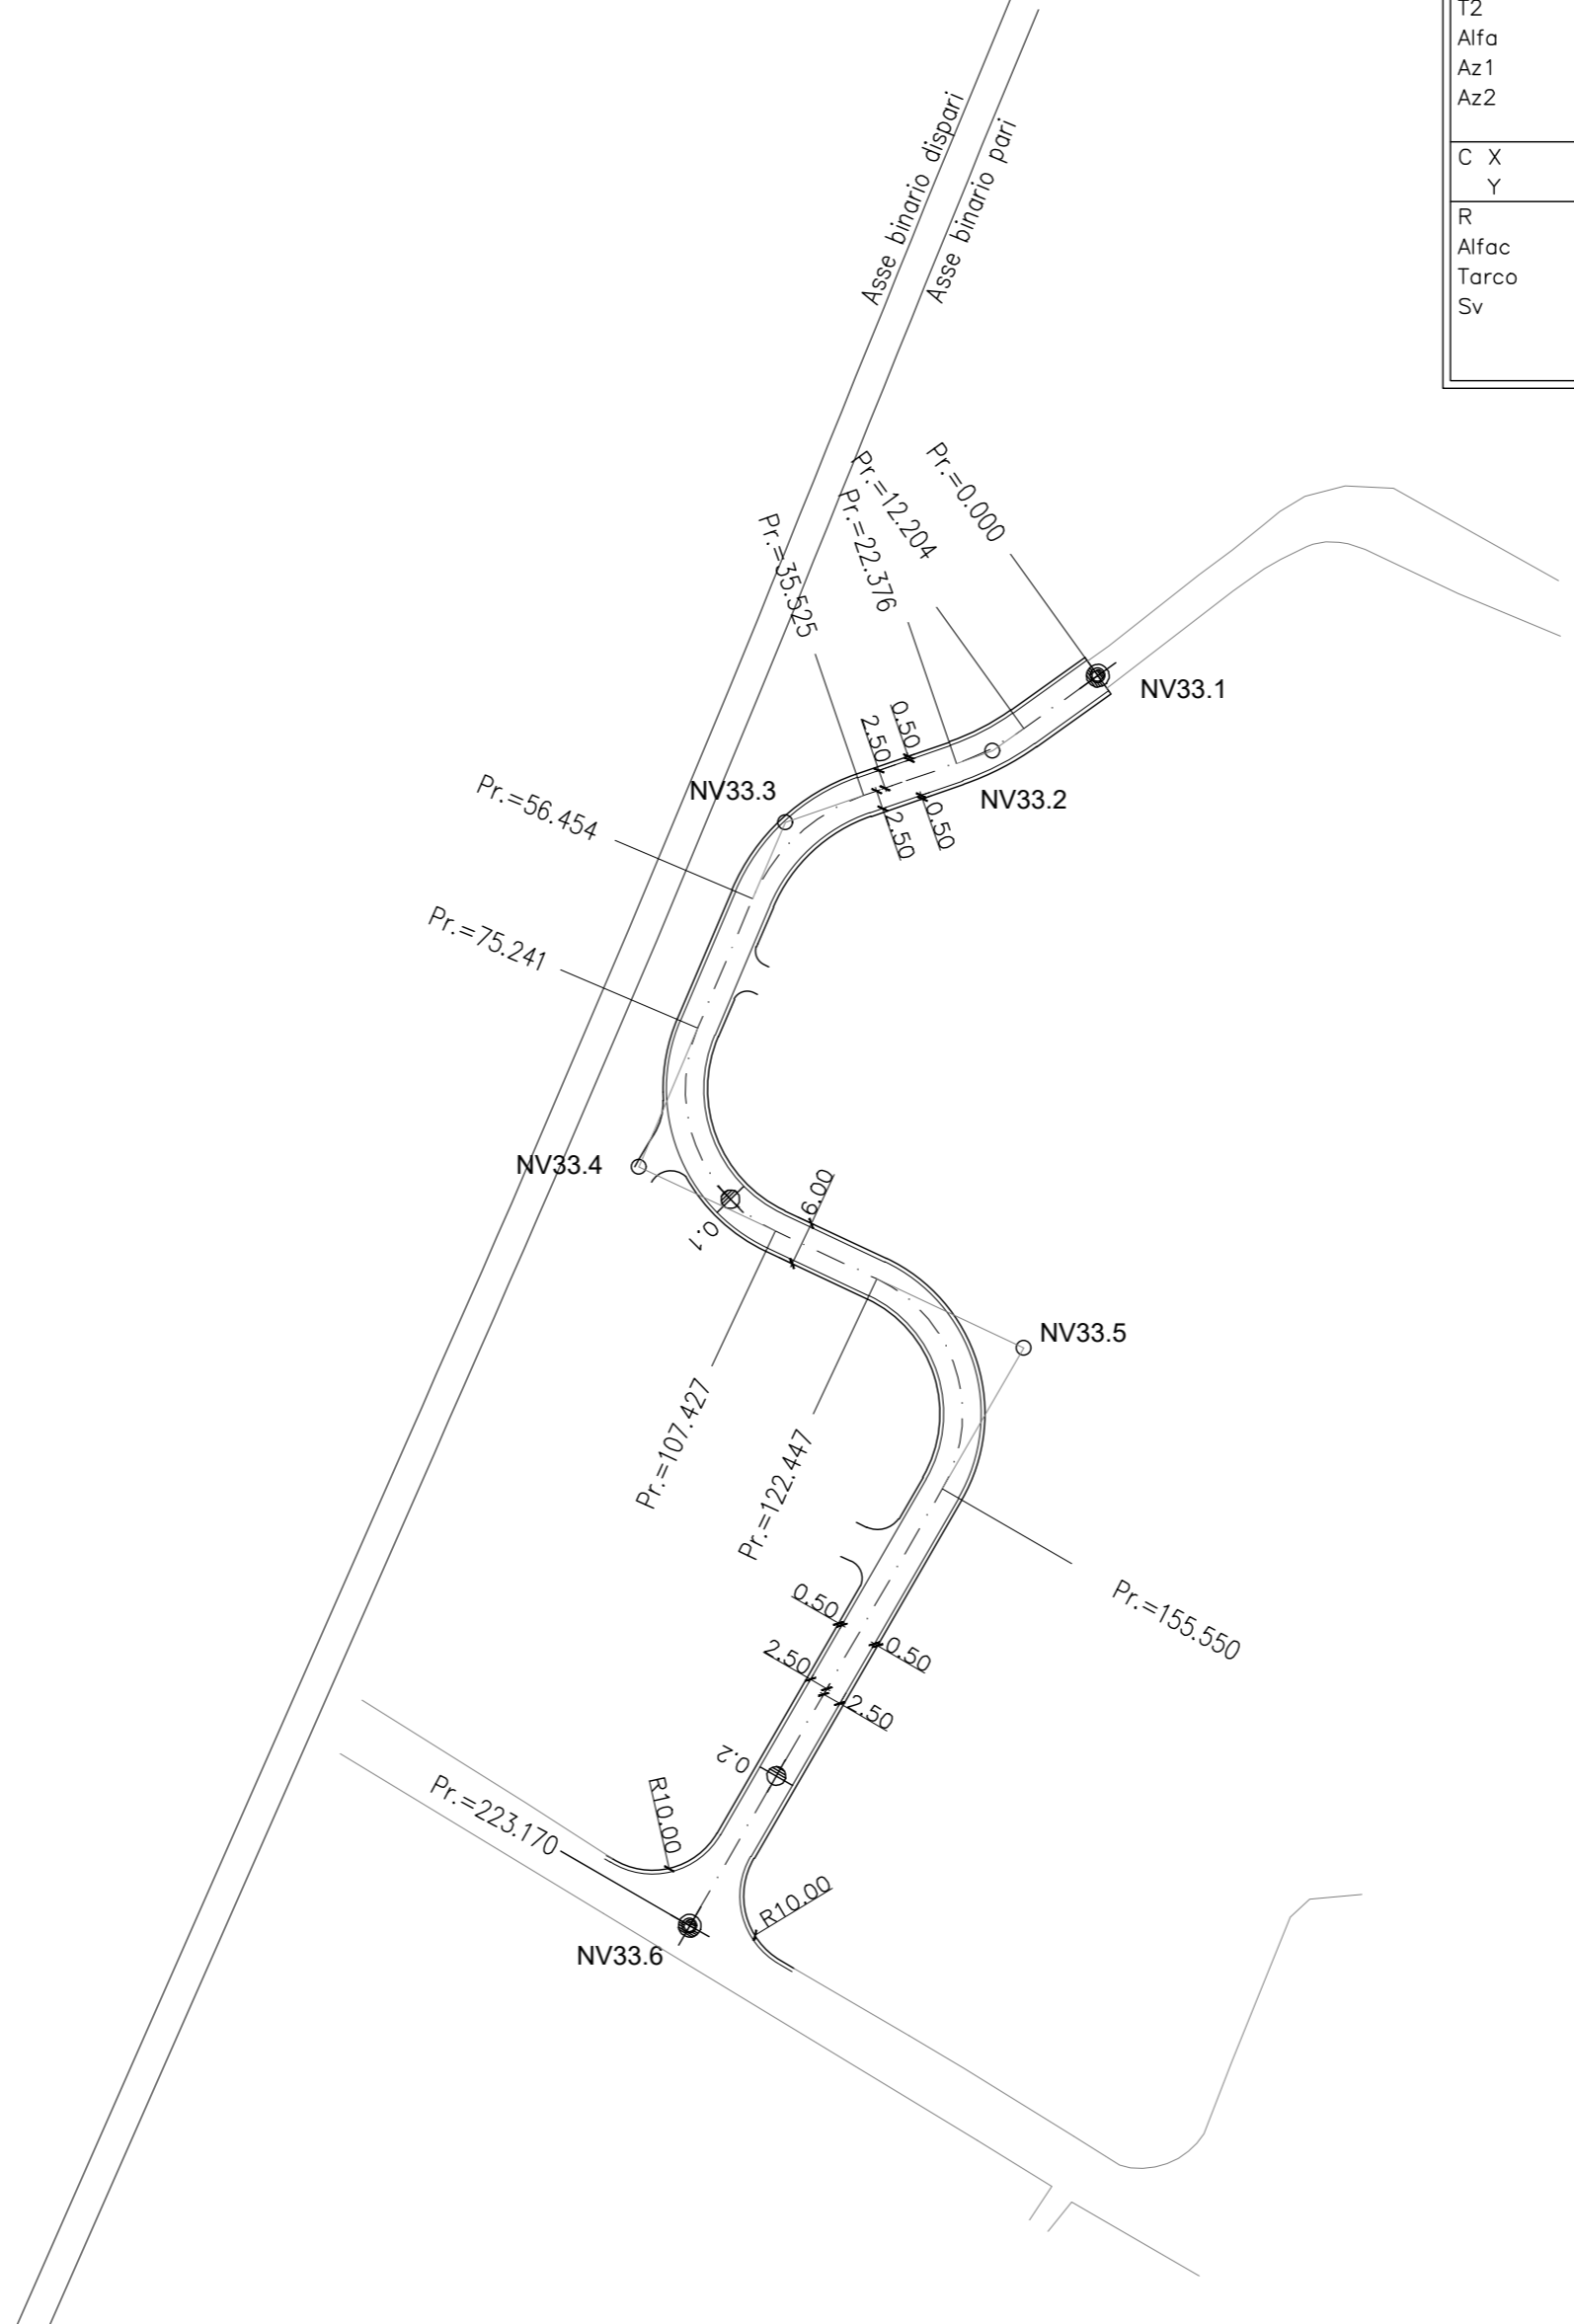 T2
Alfa
Az1
Az2
C X
Y
R
Alfac
Tarco
Sv
Asse binario dispari
Asse binario pari
Pr.=0.000
Pr.=12.204
Pr.=22.376
Pr.=35.525
NV33.1
0.50
2.50
NV33.3
NV33.2
0.50
2.50
Pr.=56.454
Pr.=75.241
NV33.4
6.00
0.1
NV33.5
Pr.=107.427
Pr.=122.447
Pr.=155.550
0.50
0.50
2.50
2.50
0.2
R10.00
Pr.=223.170
R10.00
NV33.6